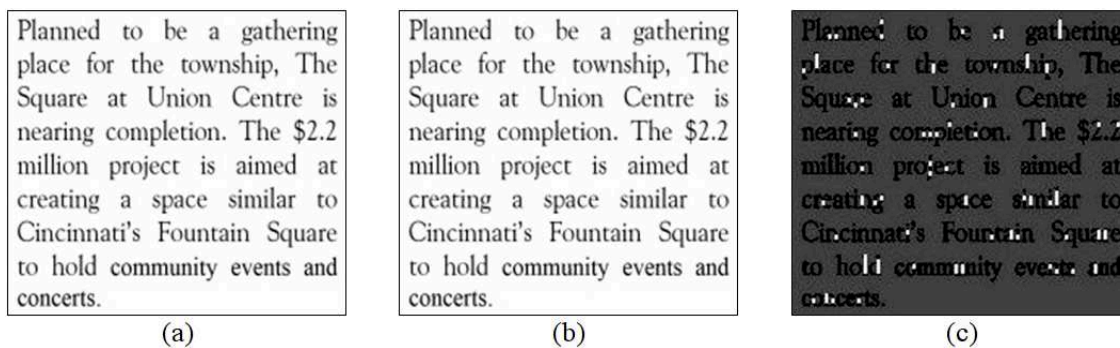 Planned to be a gathering
place for the township, The
Square at Union Centre is
nearing completion. The $2.2
million project is aimed at
creating a space similar to
Cincinnati's Fountain Square
to hold community events and
concerts.
(a)
Planned to be a gathering
place for the township, The
Square at Union Centre is
nearing completion. The $2.2
million project is aimed at
creating a space similar to
Cincinnati's Fountain Square
to hold community events and
concerts.
(b)
Planned to be a gathering
place for the township, The
Square at Union Centre is
nearing completion. The $2.2
million project is aimed at
creating a space similar to
Cincinnati's Fountain Square
to hold community events and
concerts.
(c)